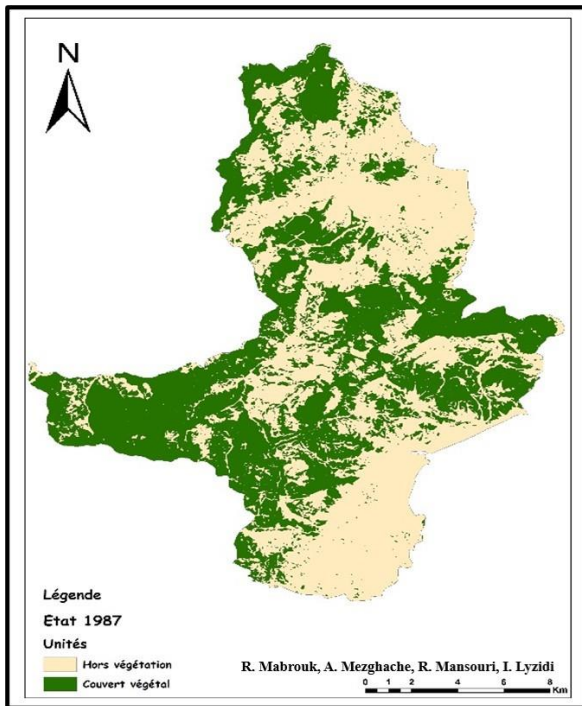 N
Légende
Etat 1987
Unités
Hors végétation
Couvert végétal
R. Mabrouk, A. Mezghache, R. Mansouri, I. Lyzidi
0 1 2 4 6 8
Km